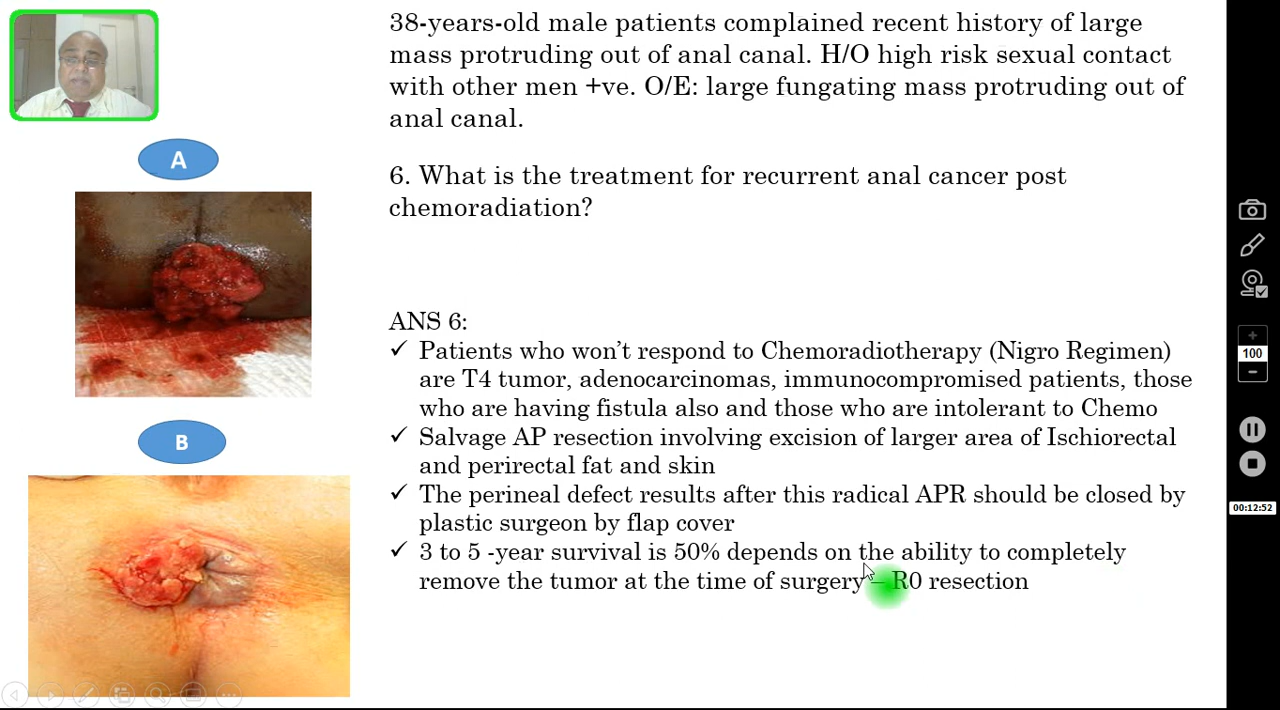 38-years-old male patients complained recent history of large
mass protruding out of anal canal. H/O high risk sexual contact
with other men +ve. O/E: large fungating mass protruding out of
anal canal.
A
6. What is the treatment for recurrent anal cancer post
chemoradiation?
ANS 6:
✓ Patients who won’t respond to Chemoradiotherapy (Nigro Regimen)
are T4 tumor, adenocarcinomas, immunocompromised patients, those
who are having fistula also and those who are intolerant to Chemo
B
✓ Salvage AP resection involving excision of larger area of Ischiorectal
and perirectal fat and skin
✓ The perineal defect results after this radical APR should be closed by
plastic surgeon by flap cover
✓ 3 to 5 -year survival is 50% depends on the ability to completely
remove the tumor at the time of surgery – R0 resection
100
00:12:52